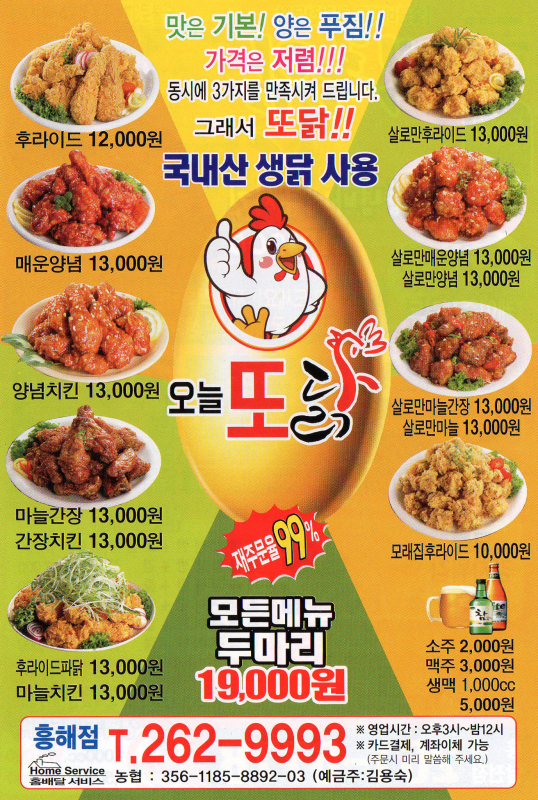 맛은 기본! 양은 푸짐!!
가격은 저렴!!!
동시에 3가지를 만족시켜 드립니다.
그래서 또닭!!
국내산 생닭 사용
후라이드 12,000원
매운양념 13,000원
양념치킨 13,000원
마늘간장 13,000원
간장치킨 13,000원
후라이드파닭 13,000원
마늘치킨 13,000원
오늘 또닭
재주문율 99%
모든메뉴
두마리
19,000원
살로만후라이드 13,000원
살로만매운양념 13,000원
살로만양념 13,000원
살로만마늘간장 13,000원
살로만마늘 13,000원
모래집후라이드 10,000원
소주 2,000원
맥주 3,000원
생맥 1,000cc
5,000원
흥해점
Home Service
홈배달 서비스
T.262-9993
※ 영업시간 : 오후3시~밤12시
※ 카드결제, 계좌이체 가능
(주문시 미리 말씀해 주세요.)
농협 : 356-1185-8892-03 (예금주:김용숙)